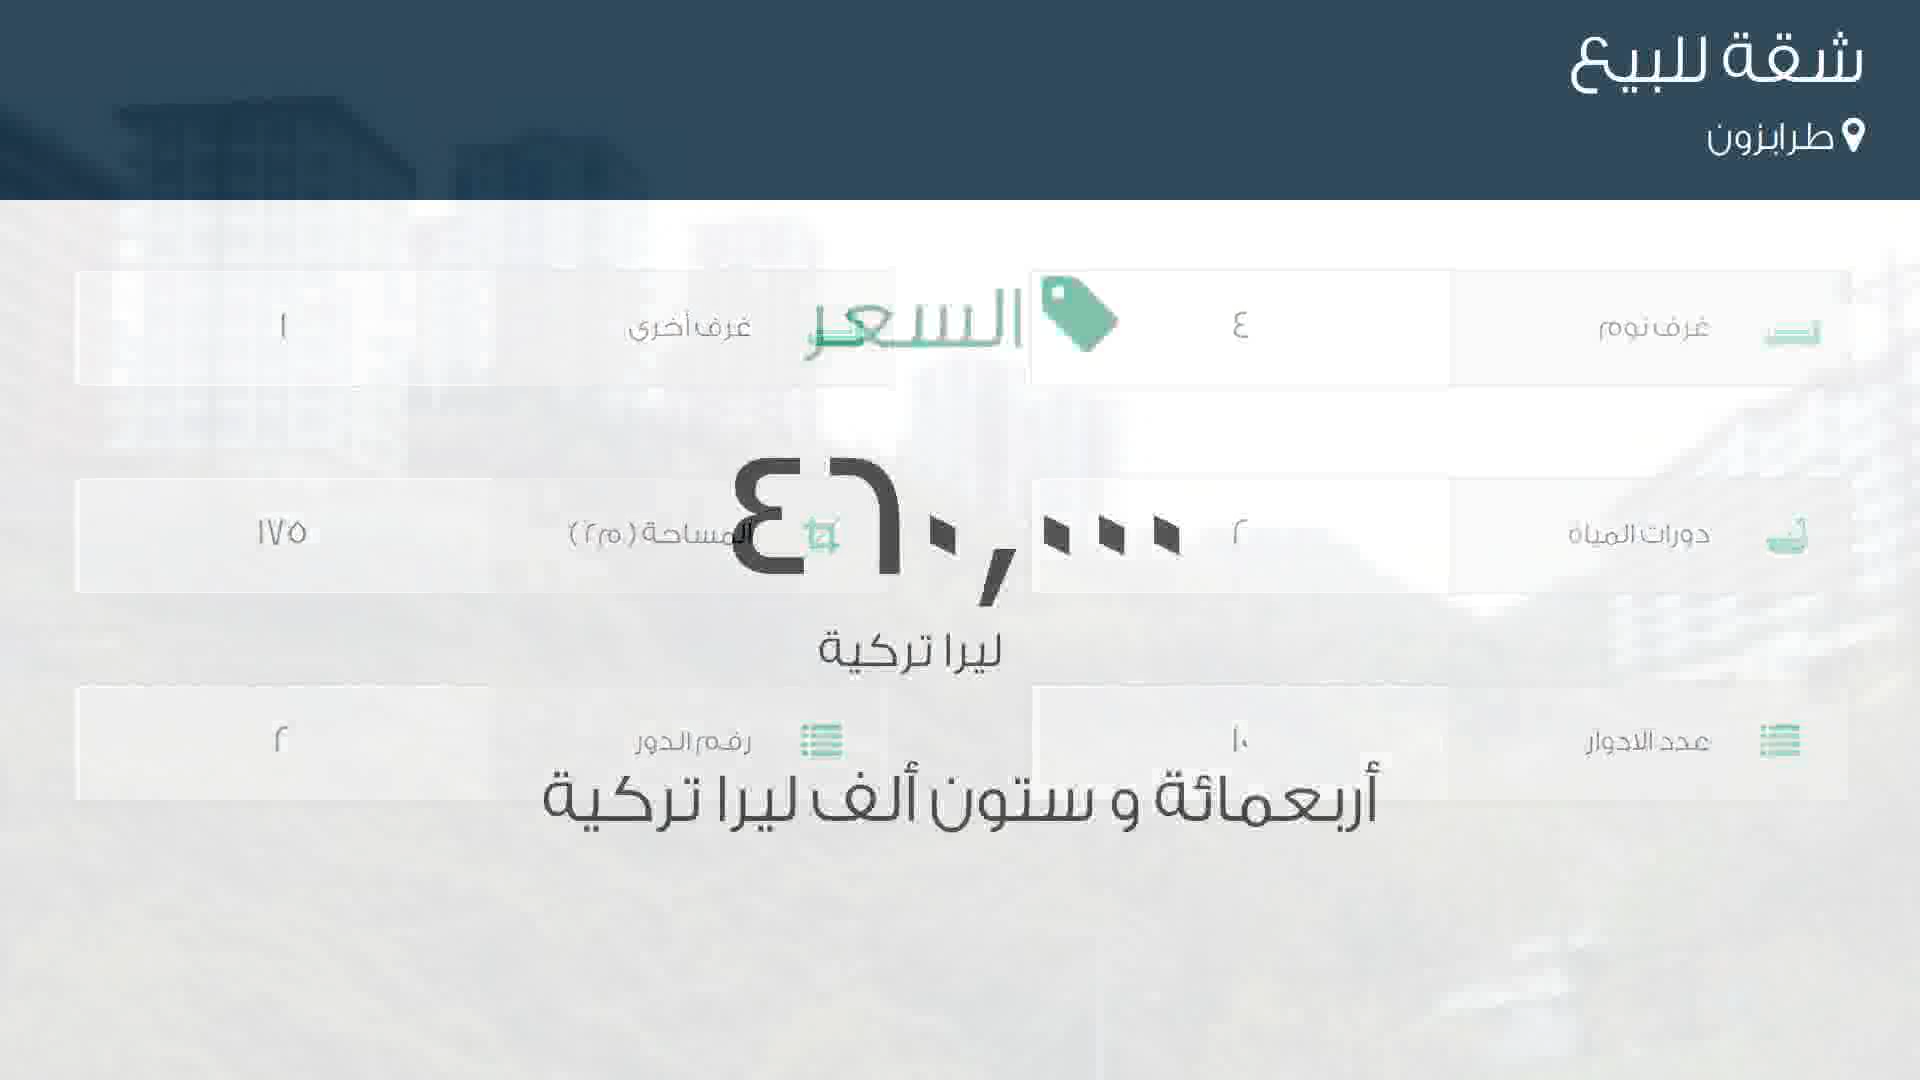 شقة للبيع
طرابزون
السعر
غرف نوم ٤
غرف أخرى ١
٤٦٠,٠٠٠
دورات المياة ٢
المساحة (م٢) ١٧٥
ليرا تركية
عدد الادوار ١٠
رقم الدور ٢
أربعمائة و ستون ألف ليرا تركية